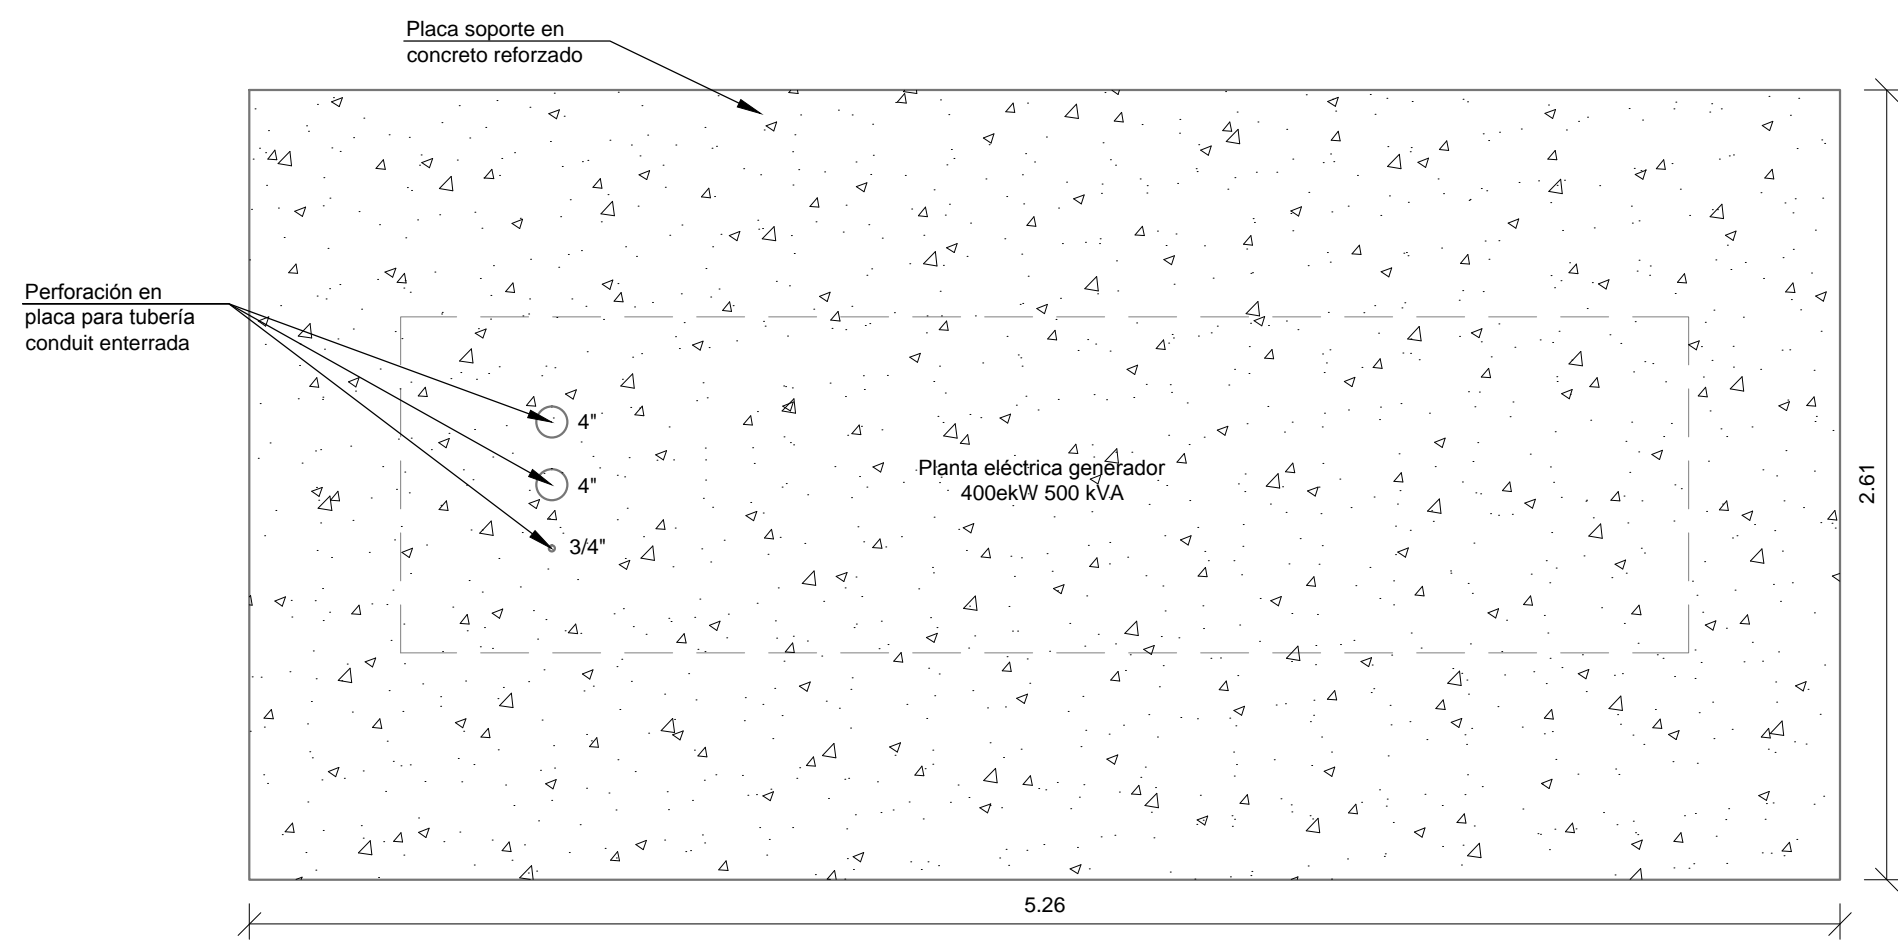 Placa soporte en
concreto reforzado
Perforación en
placa para tubería
conduit enterrada
4"
4"
3/4"
Planta eléctrica generador
400ekW 500 kVA
2.61
5.26